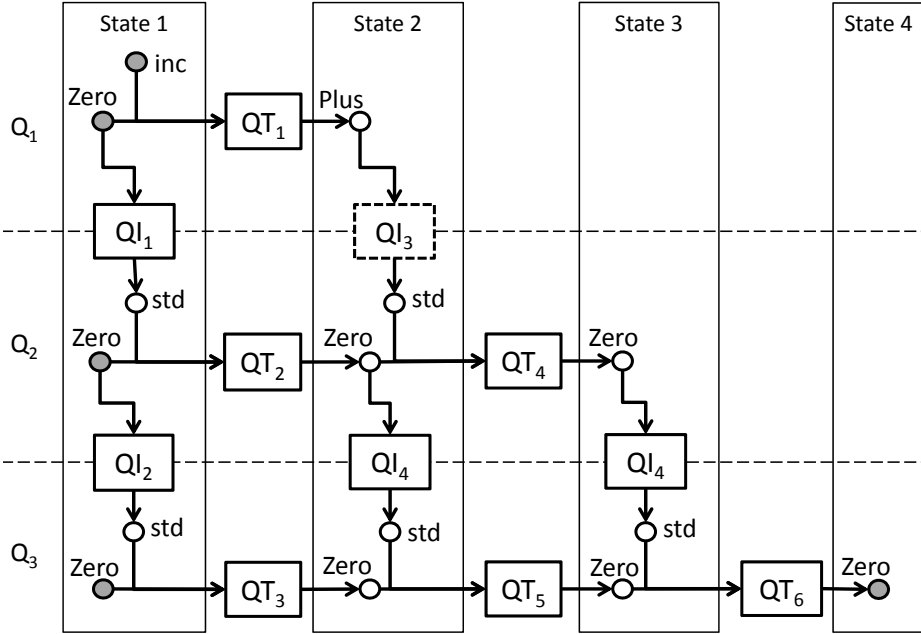 State 1 State 2 State 3 State 4
inc
Zero Plus
Q₁ QT₁
QI₁ QI₃
std std
Q₂ Zero QT₂ Zero QT₄ Zero
QI₂ QI₄ QI₄
std std std
Q₃ Zero QT₃ Zero QT₅ Zero QT₆ Zero